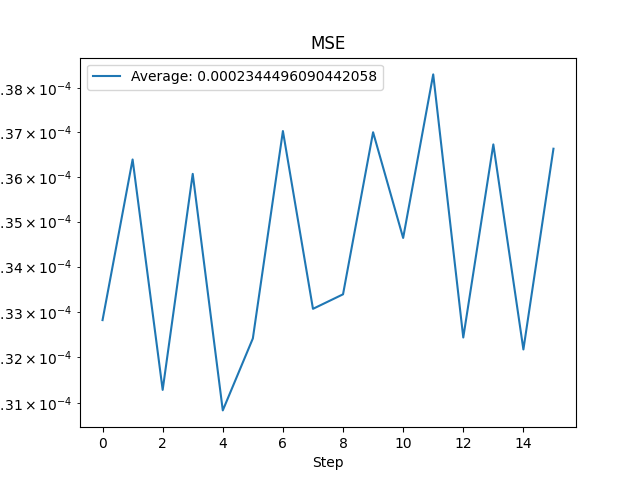 MSE
Average: 0.0002344496090442058
.38 × 10⁻⁴
.37 × 10⁻⁴
.36 × 10⁻⁴
.35 × 10⁻⁴
.34 × 10⁻⁴
.33 × 10⁻⁴
.32 × 10⁻⁴
.31 × 10⁻⁴
0 2 4 6 8 10 12 14
Step